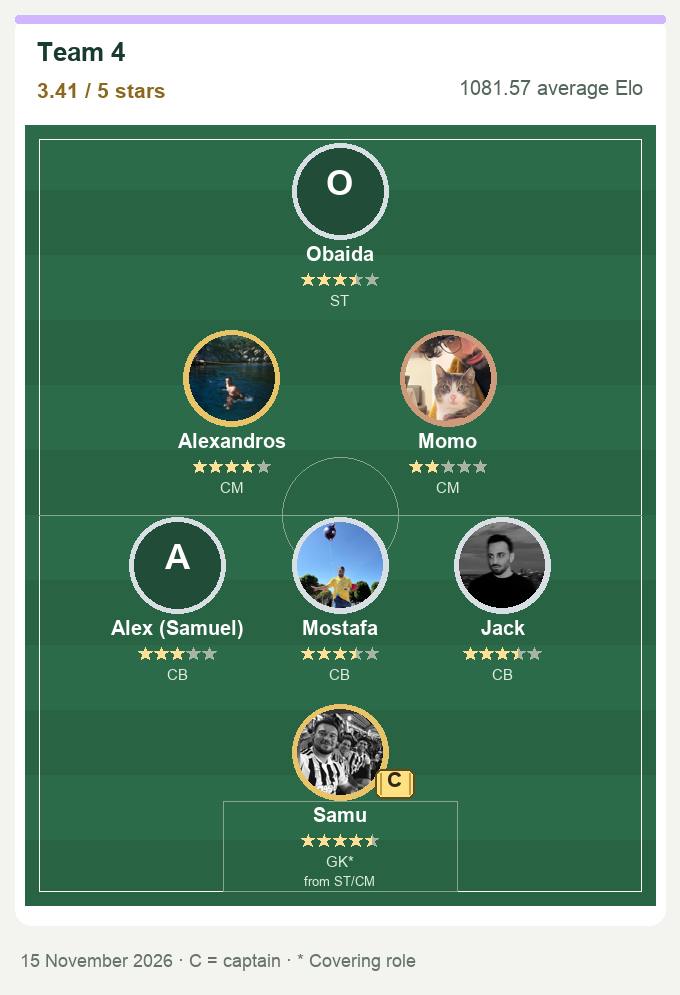 Team 4
3.41 / 5 stars
1081.57 average Elo
O
Obaida
ST
Alexandros
Momo
CM
CM
A
Alex (Samuel)
Mostafa
Jack
CB
CB
CB
C
Samu
GK*
from ST/CM
15 November 2026 · C = captain · * Covering role